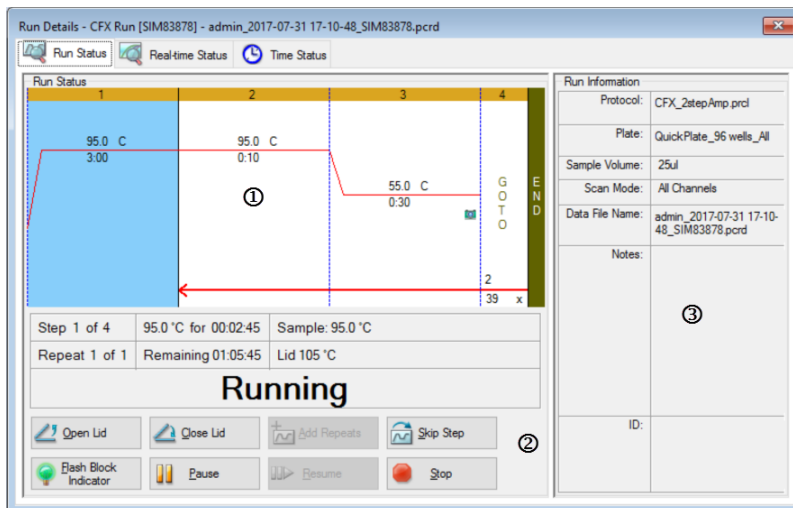 Run Details - CFX Run [SIM83878] - admin_2017-07-31 17-10-48_SIM83878.pcrd
Run Status
Real-time Status
Time Status
Run Status
1
2
3
4
95.0 C
3:00
95.0 C
0:10
55.0 C
0:30
GOTO
END
①
2
39 x
Step 1 of 4
95.0 °C for 00:02:45
Sample: 95.0 °C
Repeat 1 of 1
Remaining 01:05:45
Lid 105 °C
Running
Open Lid
Close Lid
Add Repeats
Skip Step
②
Flash Block
Indicator
Pause
Resume
Stop
Run Information
Protocol: CFX_2stepAmp.prcl
Plate: QuickPlate_96 wells_All
Sample Volume: 25ul
Scan Mode: All Channels
Data File Name: admin_2017-07-31 17-10-
48_SIM83878.pcrd
Notes:
③
ID: